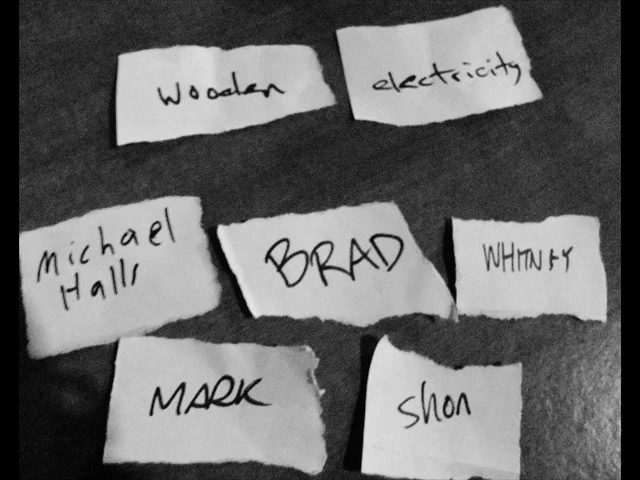 Wooden
electricity
Michael
Halls
BRAD
WHITNEY
MARK
Shon